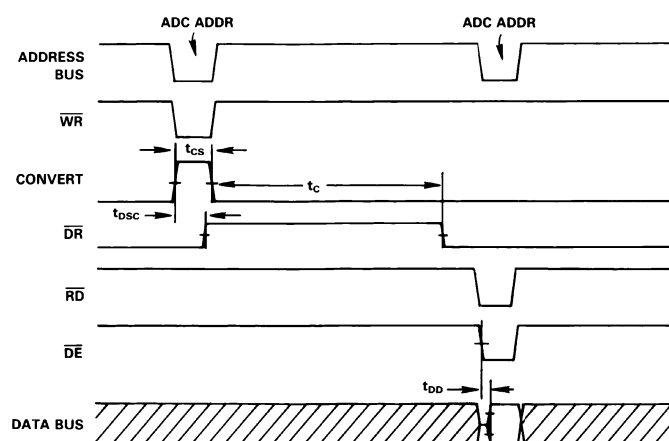 ADC ADDR
ADC ADDR
ADDRESS
BUS
WR
tCS
CONVERT
tC
tDSC
DR
RD
DE
tDD
DATA BUS